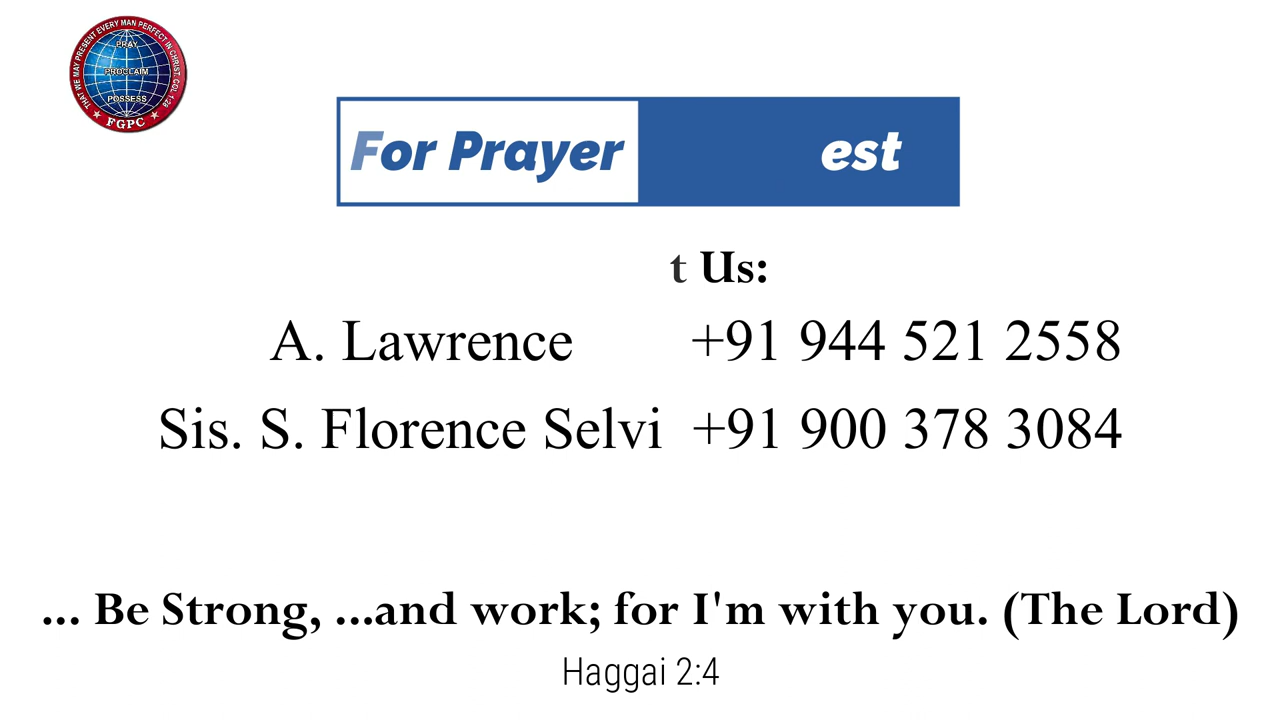 THAT WE MAY PRESENT EVERY MAN PERFECT IN CHRIST. COL 1:28
PRAY
PROCLAIM
POSSESS
FGPC
For Prayer est
t Us:
A. Lawrence +91 944 521 2558
Sis. S. Florence Selvi +91 900 378 3084
... Be Strong, ...and work; for I'm with you. (The Lord)
Haggai 2:4